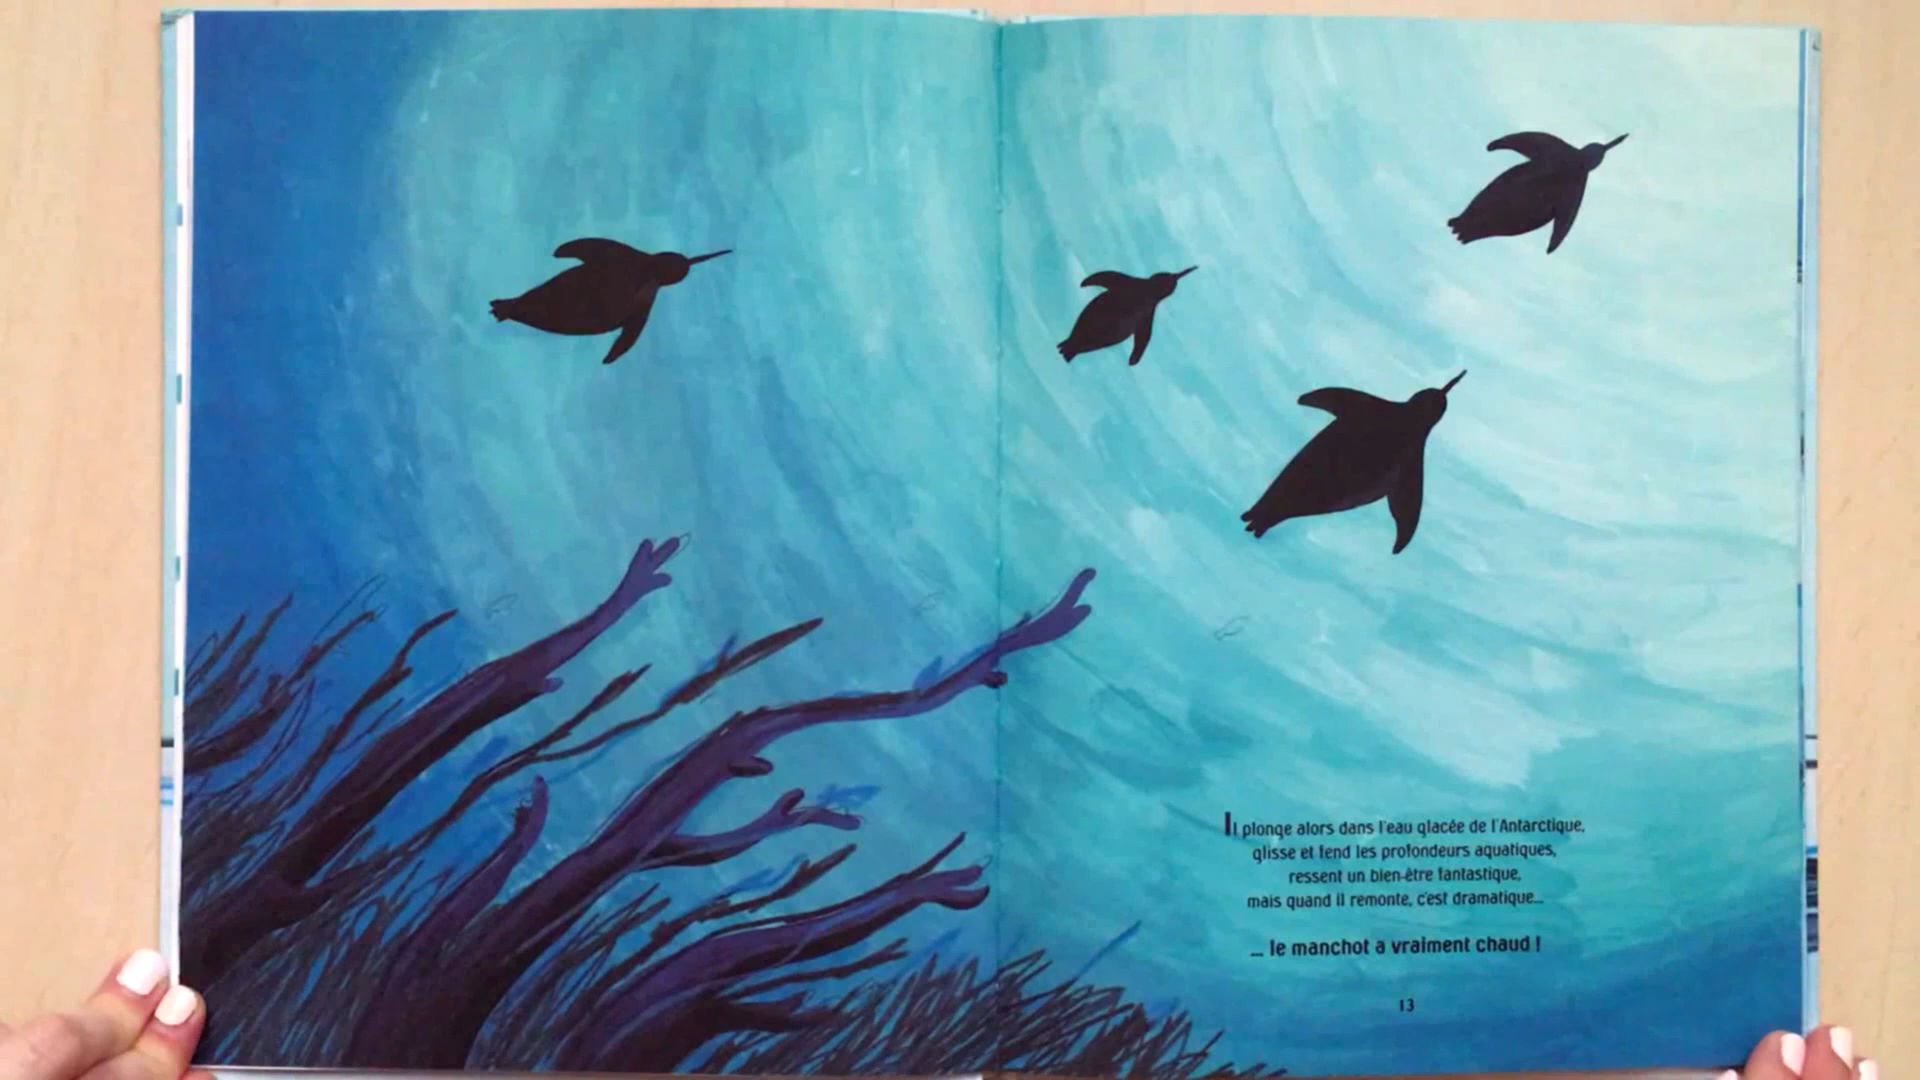 Il plonge alors dans l'eau glacée de l'Antarctique,
glisse et fend les profondeurs aquatiques,
ressent un bien-être fantastique,
mais quand il remonte, c'est dramatique...
... le manchot a vraiment chaud !
13